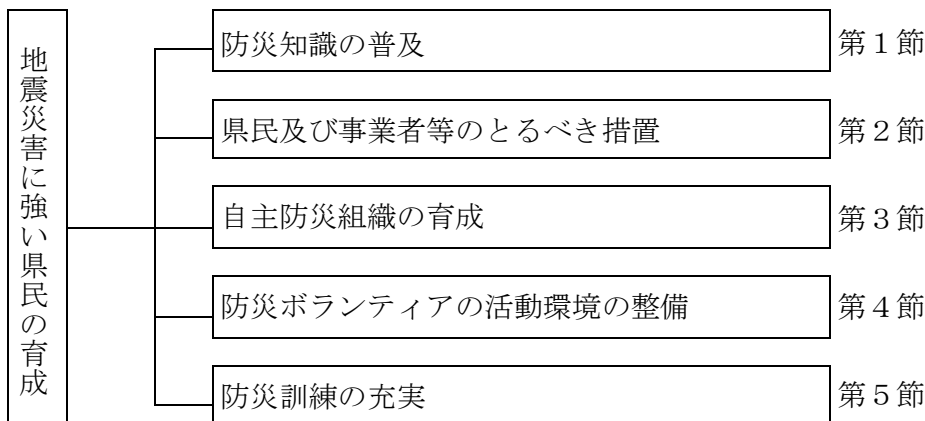 地震災害に強い県民の育成
防災知識の普及 第１節
県民及び事業者等のとるべき措置 第２節
自主防災組織の育成 第３節
防災ボランティアの活動環境の整備 第４節
防災訓練の充実 第５節